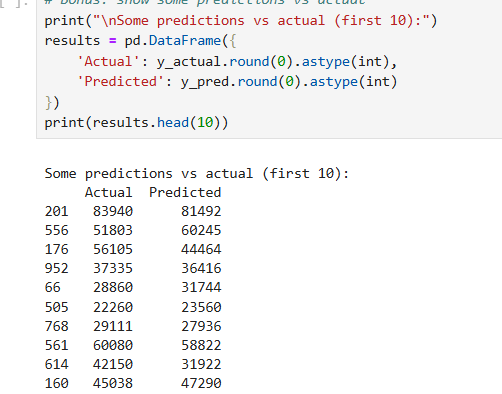 [ ]: # Bonus: show some predictions vs actual
print("\nSome predictions vs actual (first 10):")
results = pd.DataFrame({
    'Actual': y_actual.round(0).astype(int),
    'Predicted': y_pred.round(0).astype(int)
})
print(results.head(10))
Some predictions vs actual (first 10):
     Actual  Predicted
201   83940      81492
556   51803      60245
176   56105      44464
952   37335      36416
66    28860      31744
505   22260      23560
768   29111      27936
561   60080      58822
614   42150      31922
160   45038      47290